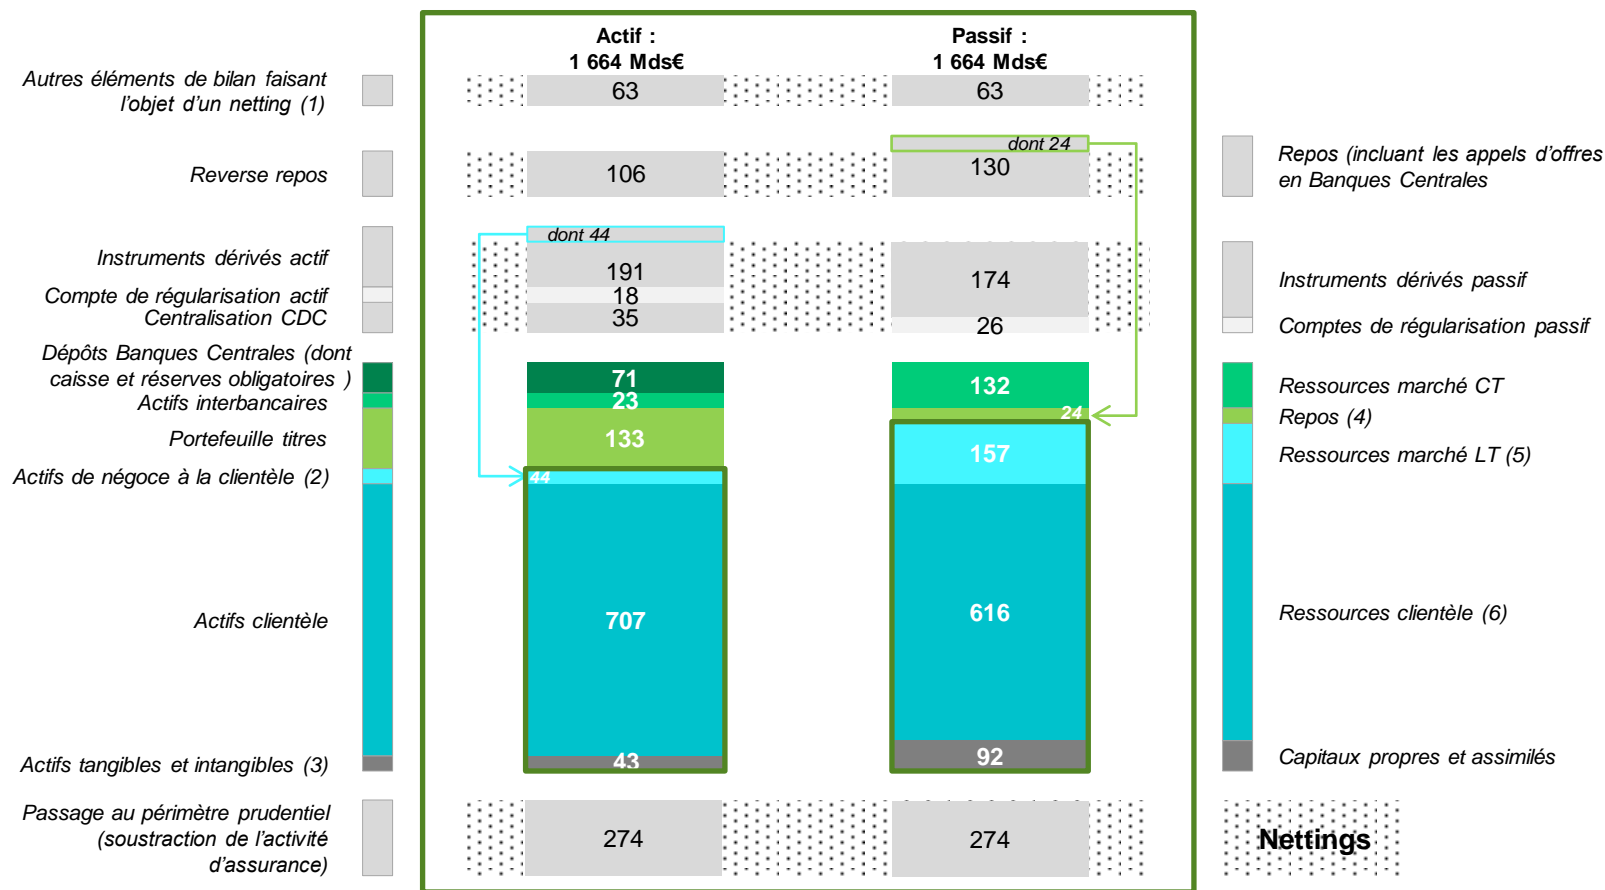 Actif :
1 664 Mds€
Passif :
1 664 Mds€
Autres éléments de bilan faisant
l’objet d’un netting (1)
63
63
dont 24
Reverse repos
106
130
Repos (incluant les appels d’offres
en Banques Centrales
dont 44
Instruments dérivés actif
191
174
Instruments dérivés passif
Compte de régularisation actif
18
Centralisation CDC
35
26
Comptes de régularisation passif
Dépôts Banques Centrales (dont
caisse et réserves obligatoires )
71
132
Ressources marché CT
Actifs interbancaires
23
24
Repos (4)
Portefeuille titres
133
157
Ressources marché LT (5)
Actifs de négoce à la clientèle (2)
44
Actifs clientèle
707
616
Ressources clientèle (6)
Actifs tangibles et intangibles (3)
43
92
Capitaux propres et assimilés
Passage au périmètre prudentiel
(soustraction de l’activité
d’assurance)
274
274
Nettings